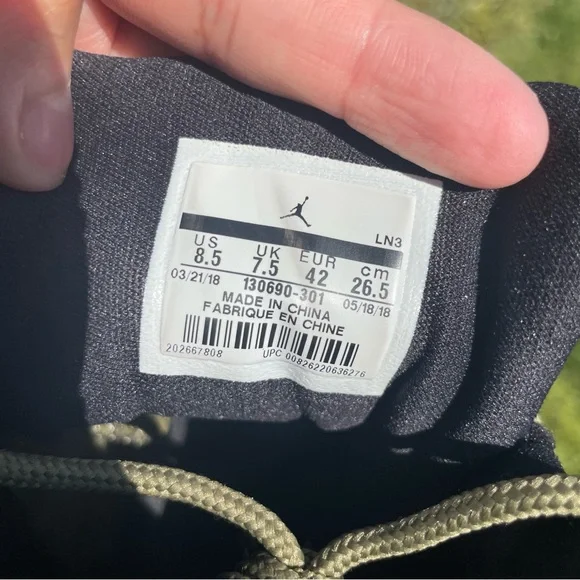 LN3
US UK EUR cm
8.5 7.5 42 26.5
03/21/18 130690-301 05/18/18
MADE IN CHINA
FABRIQUE EN CHINE
202667808 UPC 00826220636276